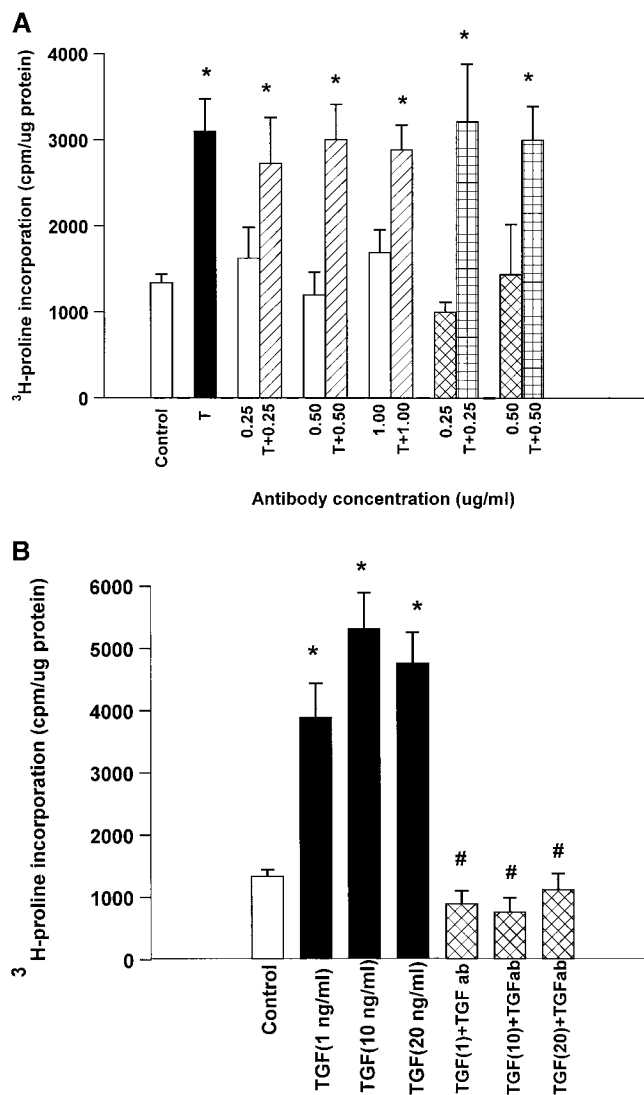 A
4000
3000
2000
1000
0
3H-proline incorporation (cpm/ug protein)
* * * * * *
Control
T
0.25
T+0.25
0.50
T+0.50
1.00
T+1.00
0.25
T+0.25
0.50
T+0.50
Antibody concentration (ug/ml)
B
6000
5000
4000
3000
2000
1000
0
3 H-proline incorporation (cpm/ug protein)
* * *
# # #
Control
TGF(1 ng/ml)
TGF(10 ng/ml)
TGF(20 ng/ml)
TGF(1)+TGF ab
TGF(10)+TGFab
TGF(20)+TGFab